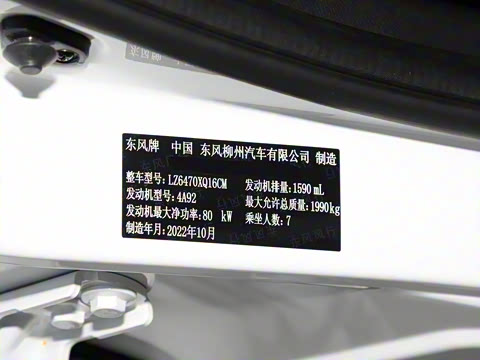 东风牌 中国 东风柳州汽车有限公司 制造
整车型号:LZ6470XQ16CM 发动机排量:1590 mL
发动机型号:4A92 最大允许总质量:1990kg
发动机最大净功率:80 kW 乘坐人数:7
制造年月:2022年10月